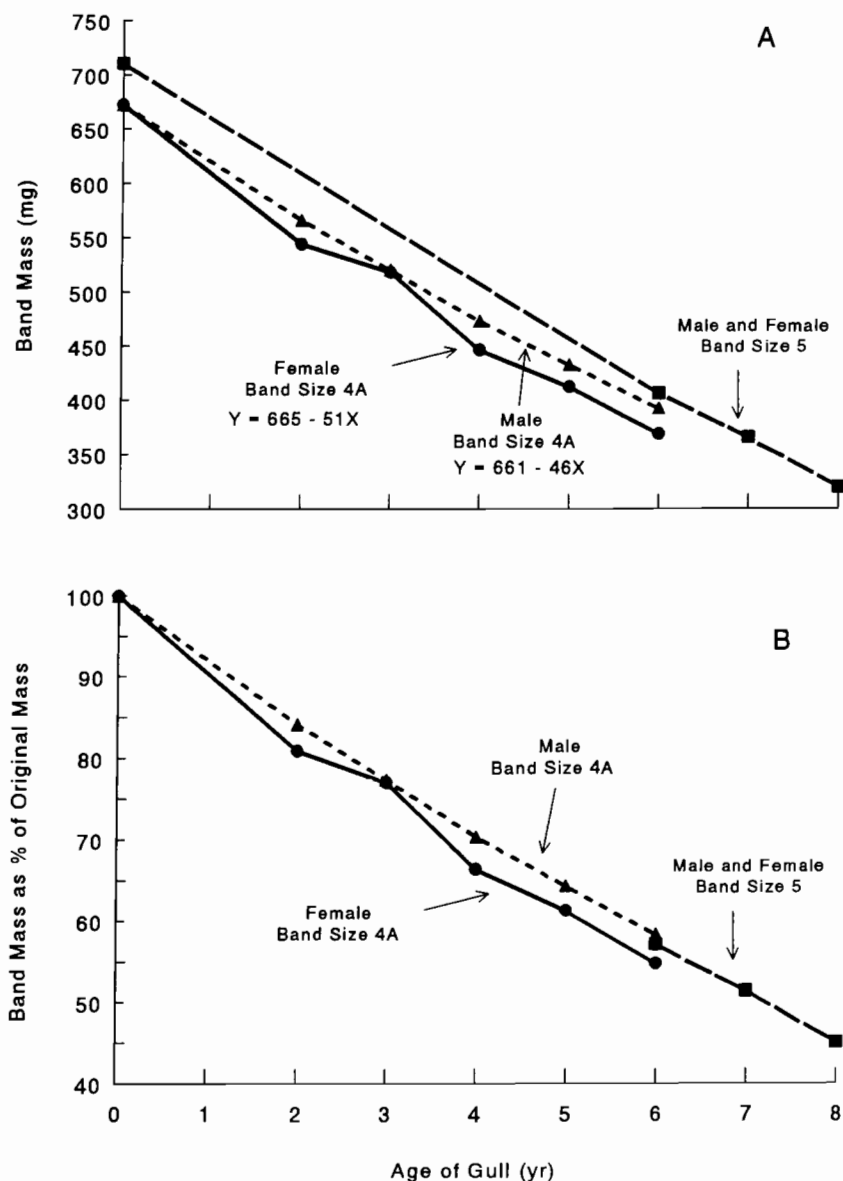 A
750
700
650
600
550
500
450
400
350
300
Band Mass (mg)
Female
Band Size 4A
Y = 665 - 51X
Male
Band Size 4A
Y = 661 - 46X
Male and Female
Band Size 5
B
100
90
80
70
60
50
40
Band Mass as % of Original Mass
Male
Band Size 4A
Female
Band Size 4A
Male and Female
Band Size 5
0 1 2 3 4 5 6 7 8
Age of Gull (yr)